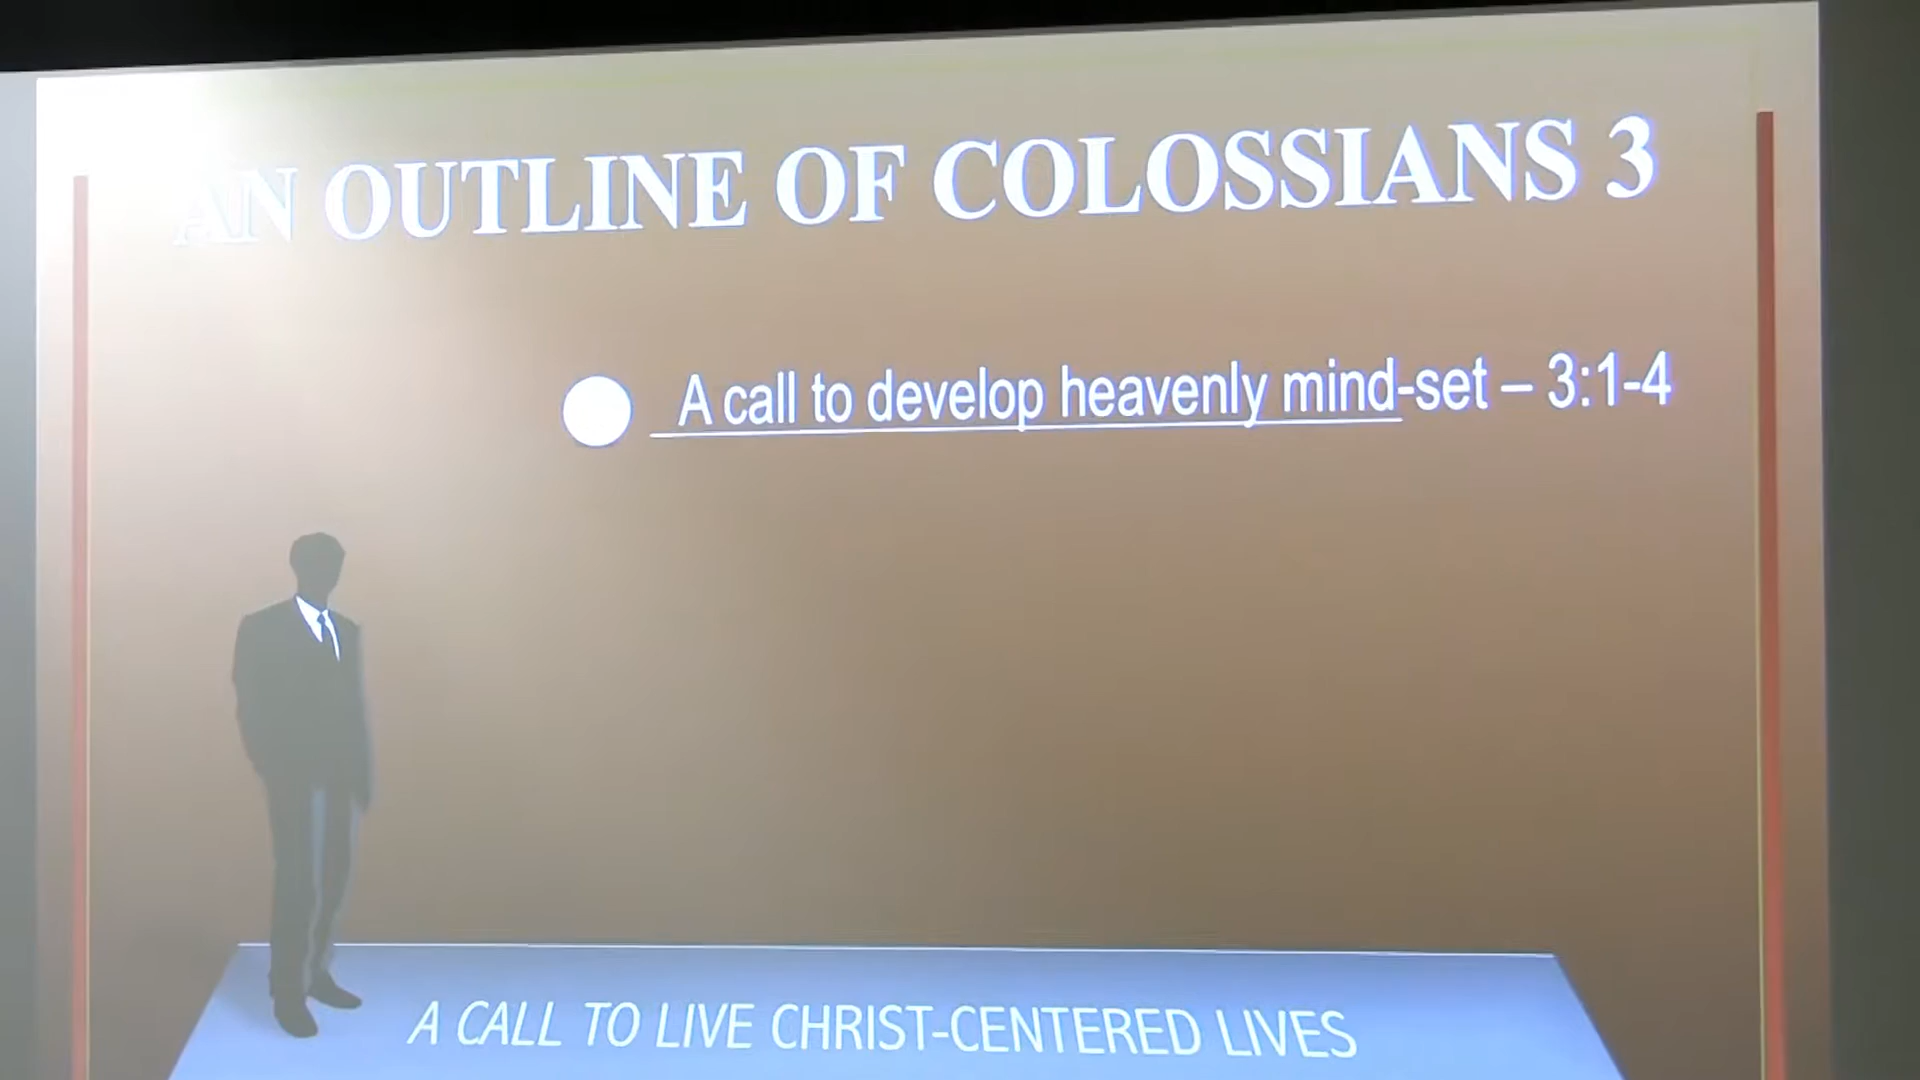 AN OUTLINE OF COLOSSIANS 3
A call to develop heavenly mind-set – 3:1-4
A CALL TO LIVE CHRIST-CENTERED LIVES